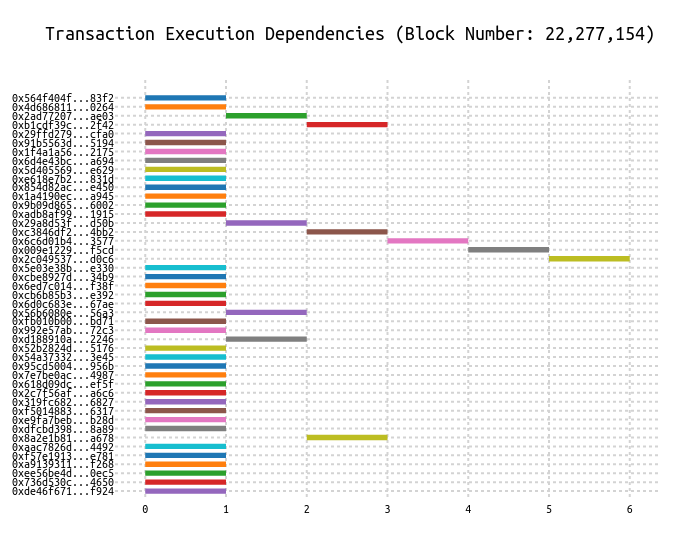 Transaction Execution Dependencies (Block Number: 22,277,154)
0x564f404f...83f2
0x4d686811...0264
0x2ad77207...ae03
0xb1cdf39c...2f42
0x29ffd279...cfa0
0x91b5563d...5194
0x1f4a1a56...2175
0x6d4e43bc...a694
0x5d405569...e629
0xe618e7b2...831d
0x854d82ac...e450
0x1a4190ec...a945
0x9b09d865...6002
0xadb8af99...1915
0x29a8d53f...d50b
0xc3846df2...4bb2
0x6c6d01b4...3577
0x009e1229...f5cd
0x2c049537...d0c6
0x5e03e38b...e330
0xcbe8927d...34b9
0x6ed7c014...f38f
0xcb6b85b3...e392
0x6d0c683e...67ae
0x56b6080e...56a3
0xfb010b00...bd71
0x992e57ab...72c3
0xd188910a...2246
0x52b2824d...5176
0x54a37332...3e45
0x95cd5004...956b
0x7e7be0ac...4987
0x618d09dc...ef5f
0x2c7f56af...a6c6
0x319fc682...6827
0xf5014883...6317
0xe9fa7beb...b28d
0xdfcbd398...8a89
0x8a2e1b81...a678
0xaac7826d...4492
0xf57e1913...e781
0xa9139311...f268
0xee56be4d...0ec5
0x736d530c...4650
0xde46f671...f924
0 1 2 3 4 5 6